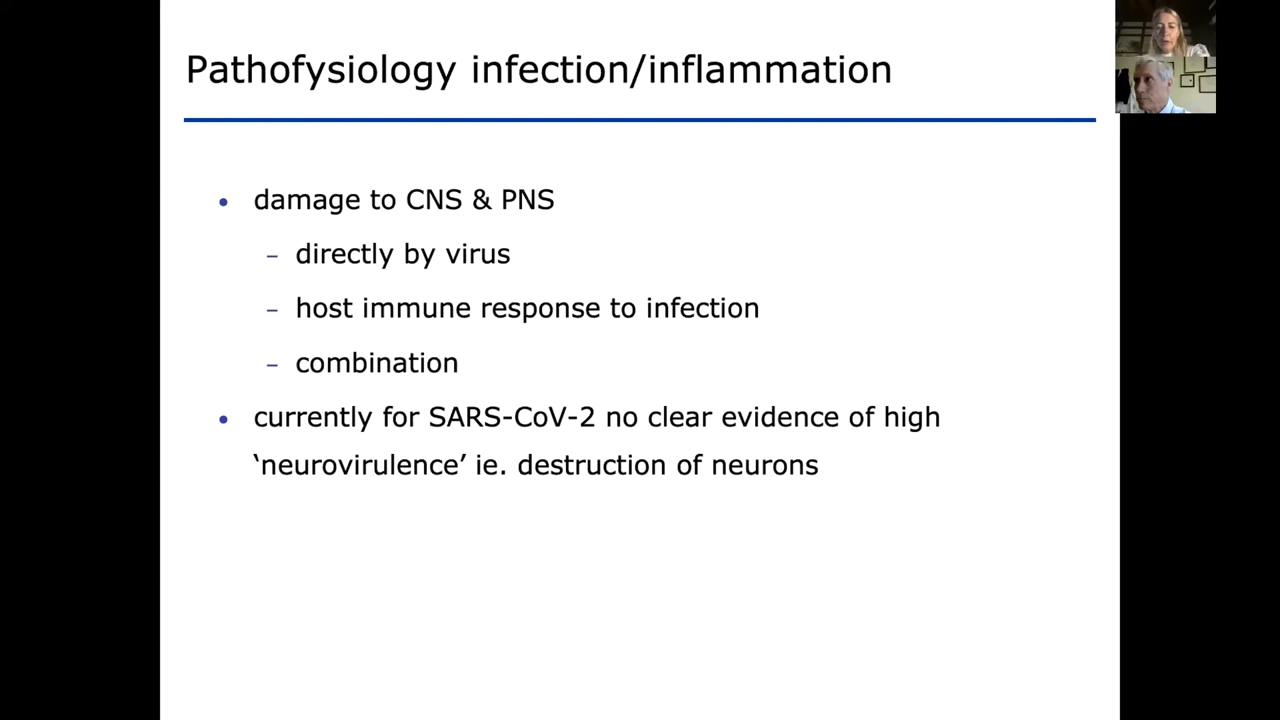 Pathofysiology infection/inflammation
• damage to CNS & PNS
– directly by virus
– host immune response to infection
– combination
• currently for SARS-CoV-2 no clear evidence of high
‘neurovirulence’ ie. destruction of neurons